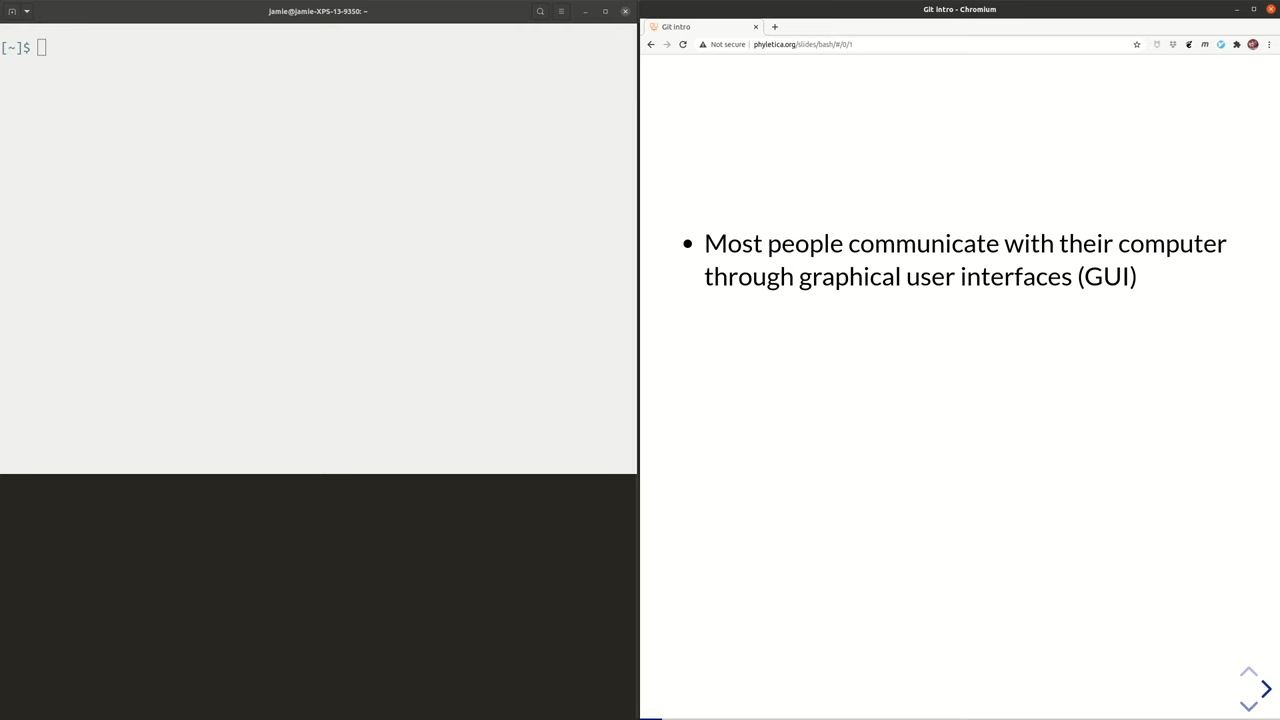 jamie@jamie-XPS-13-9350: ~
[~]$
Git intro - Chromium
Git intro
Not secure
phyletica.org/slides/bash/#/0/1
m
• Most people communicate with their computer
through graphical user interfaces (GUI)